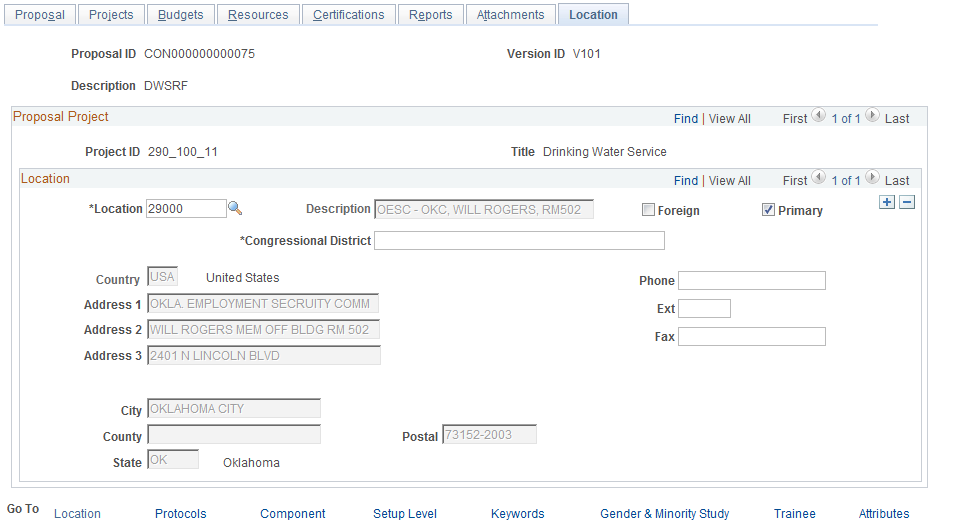 Proposal Projects Budgets Resources Certifications Reports Attachments Location
Proposal ID CON000000000075 Version ID V101
Description DWSRF
Proposal Project Find | View All First 1 of 1 Last
Project ID 290_100_11 Title Drinking Water Service
Location Find | View All First 1 of 1 Last
*Location 29000 Description OESC - OKC, WILL ROGERS, RM502 Foreign Primary
*Congressional District
Country USA United States Phone
Address 1 OKLA. EMPLOYMENT SECRUITY COMM Ext
Address 2 WILL ROGERS MEM OFF BLDG RM 502 Fax
Address 3 2401 N LINCOLN BLVD
City OKLAHOMA CITY
County Postal 73152-2003
State OK Oklahoma
Go To Location Protocols Component Setup Level Keywords Gender & Minority Study Trainee Attributes